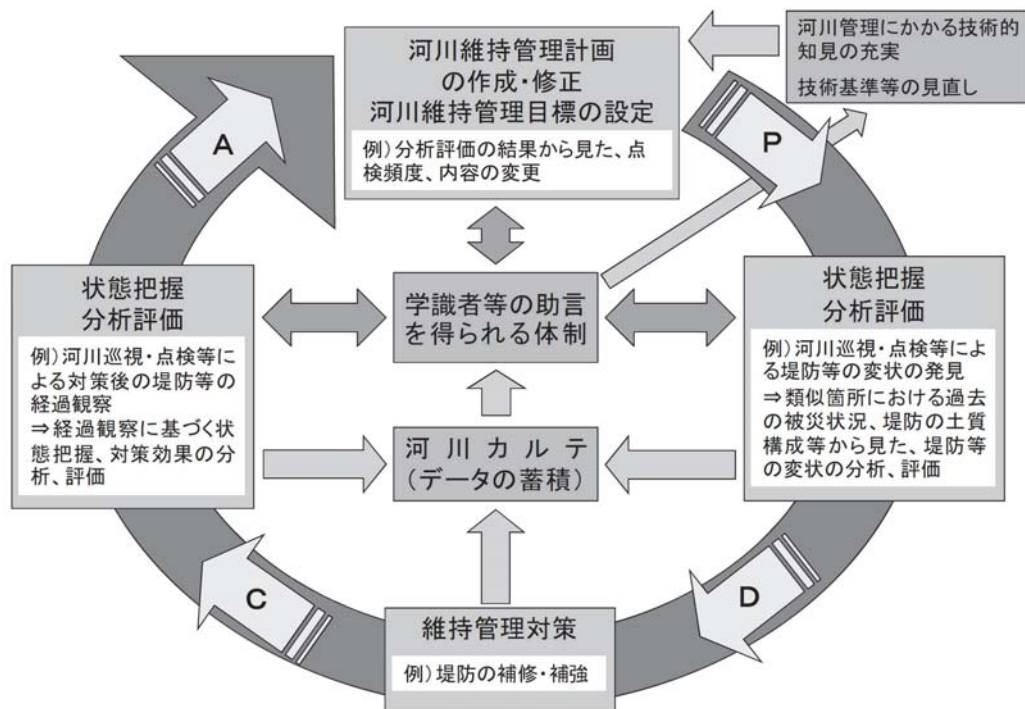 河川維持管理計画
の作成・修正
河川維持管理目標の設定
例)分析評価の結果から見た、点
検頻度、内容の変更
河川管理にかかる技術的
知見の充実
技術基準等の見直し
A
P
状態把握
分析評価
例)河川巡視・点検等に
よる対策後の堤防等の
経過観察
⇒経過観察に基づく状
態把握、対策効果の分
析、評価
学識者等の助言
を得られる体制
状態把握
分析評価
例)河川巡視・点検等によ
る堤防等の変状の発見
⇒類似箇所における過去
の被災状況、堤防の土質
構成等から見た、堤防等
の変状の分析、評価
河川カルテ
(データの蓄積)
C
D
維持管理対策
例)堤防の補修・補強